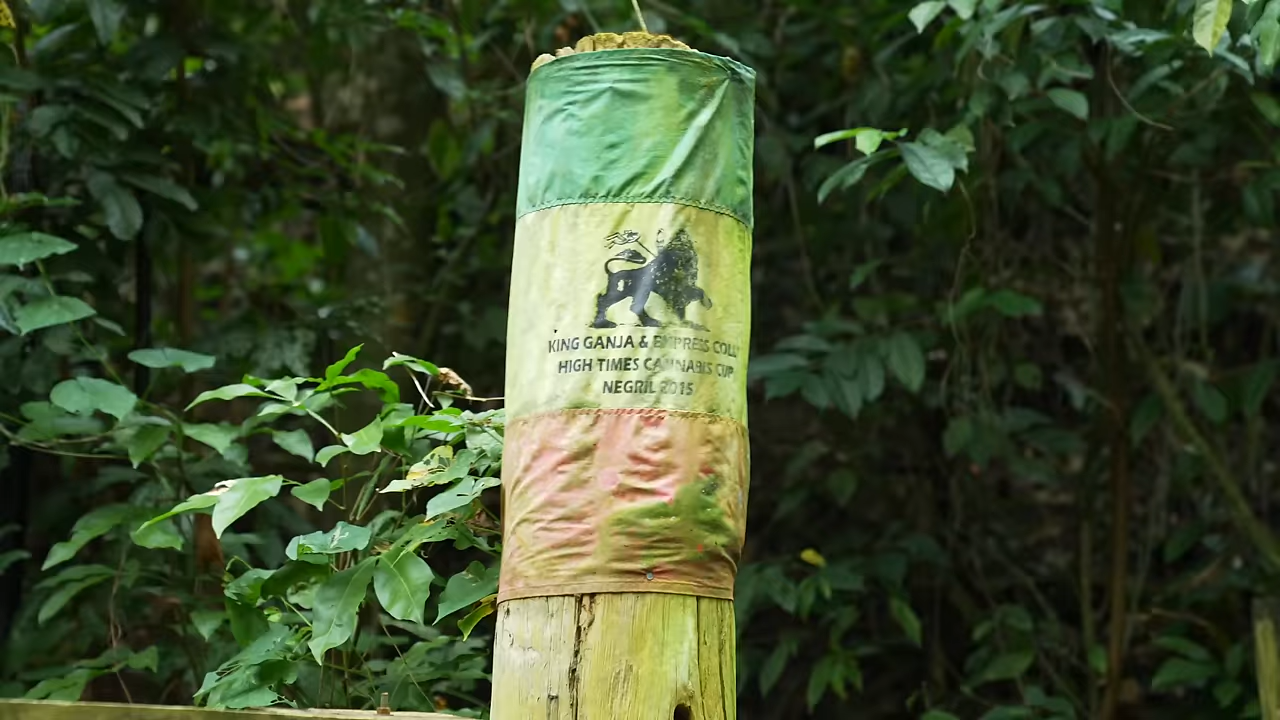 KING GANJA & EMPRESS COLL
HIGH TIMES CANNABIS CUP
NEGRIL 2015